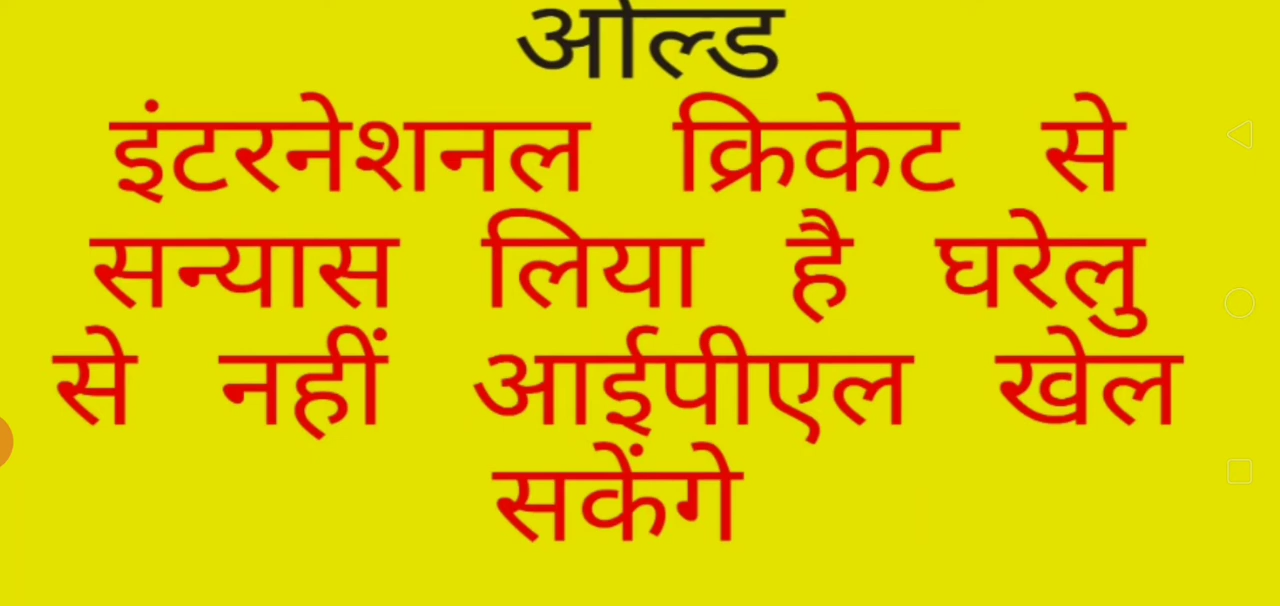 ओल्ड
इंटरनेशनल क्रिकेट से
सन्यास लिया है घरेलु
से नहीं आईपीएल खेल
सकेंगे